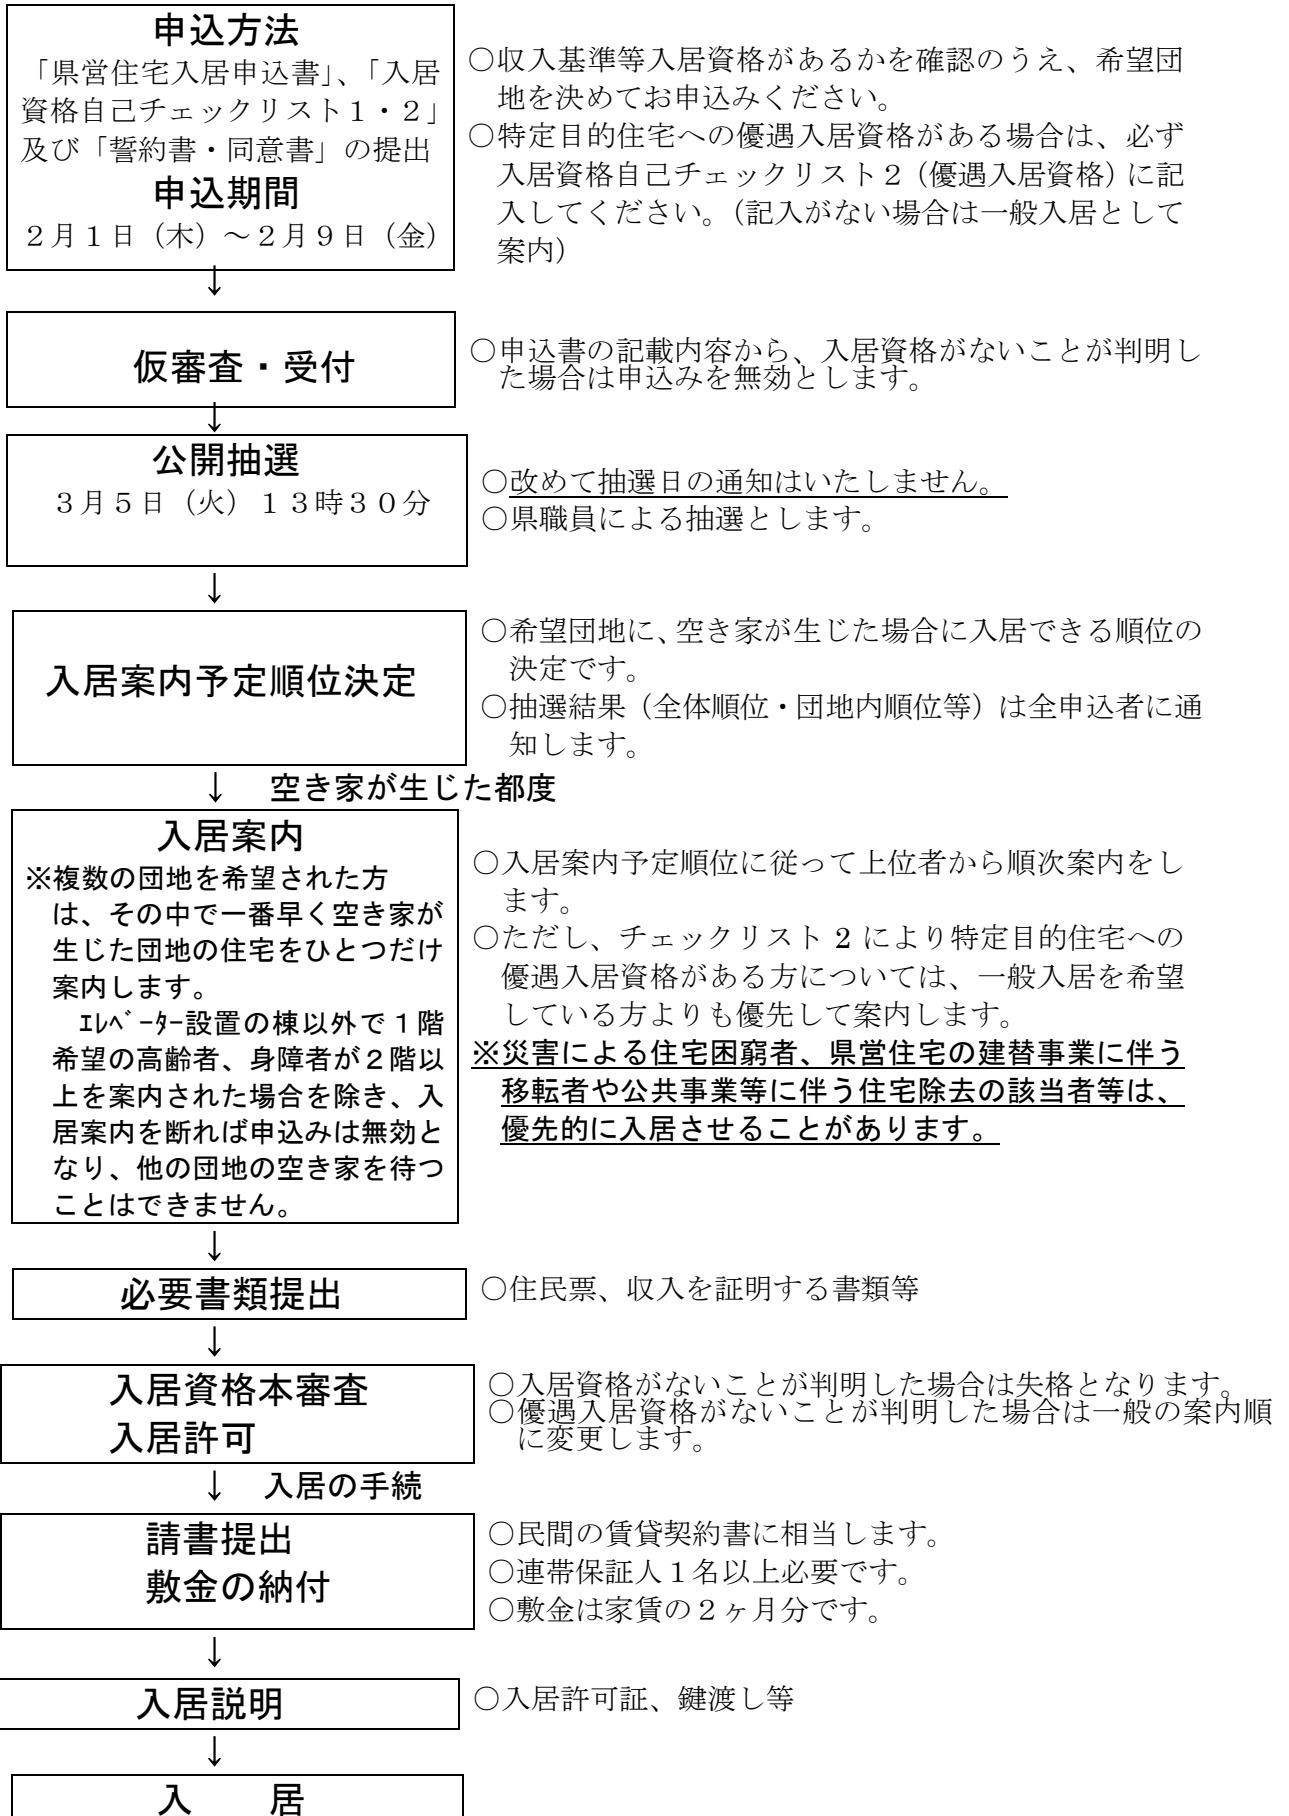 申込方法
「県営住宅入居申込書」、「入居
資格自己チェックリスト１・２」
及び「誓約書・同意書」の提出
申込期間
２月１日（木）～２月９日（金）
○収入基準等入居資格があるかを確認のうえ、希望団
地を決めてお申込みください。
○特定目的住宅への優遇入居資格がある場合は、必ず
入居資格自己チェックリスト２（優遇入居資格）に記
入してください。（記入がない場合は一般入居として
案内）
↓
仮審査・受付
○申込書の記載内容から、入居資格がないことが判明し
た場合は申込みを無効とします。
↓
公開抽選
３月５日（火）１３時３０分
○改めて抽選日の通知はいたしません。
○県職員による抽選とします。
↓
入居案内予定順位決定
○希望団地に、空き家が生じた場合に入居できる順位の
決定です。
○抽選結果（全体順位・団地内順位等）は全申込者に通
知します。
↓　空き家が生じた都度
入居案内
※複数の団地を希望された方
は、その中で一番早く空き家が
生じた団地の住宅をひとつだけ
案内します。
ｴﾚﾍﾞｰﾀｰ設置の棟以外で１階
希望の高齢者、身障者が２階以
上を案内された場合を除き、入
居案内を断れば申込みは無効と
なり、他の団地の空き家を待つ
ことはできません。
○入居案内予定順位に従って上位者から順次案内をし
ます。
○ただし、チェックリスト 2 により特定目的住宅への
優遇入居資格がある方については、一般入居を希望
している方よりも優先して案内します。
※災害による住宅困窮者、県営住宅の建替事業に伴う
移転者や公共事業等に伴う住宅除去の該当者等は、
優先的に入居させることがあります。
↓
必要書類提出
○住民票、収入を証明する書類等
↓
入居資格本審査
入居許可
○入居資格がないことが判明した場合は失格となります。
○優遇入居資格がないことが判明した場合は一般の案内順
に変更します。
↓　入居の手続
請書提出
敷金の納付
○民間の賃貸契約書に相当します。
○連帯保証人１名以上必要です。
○敷金は家賃の２ヶ月分です。
↓
入居説明
○入居許可証、鍵渡し等
↓
入　　居